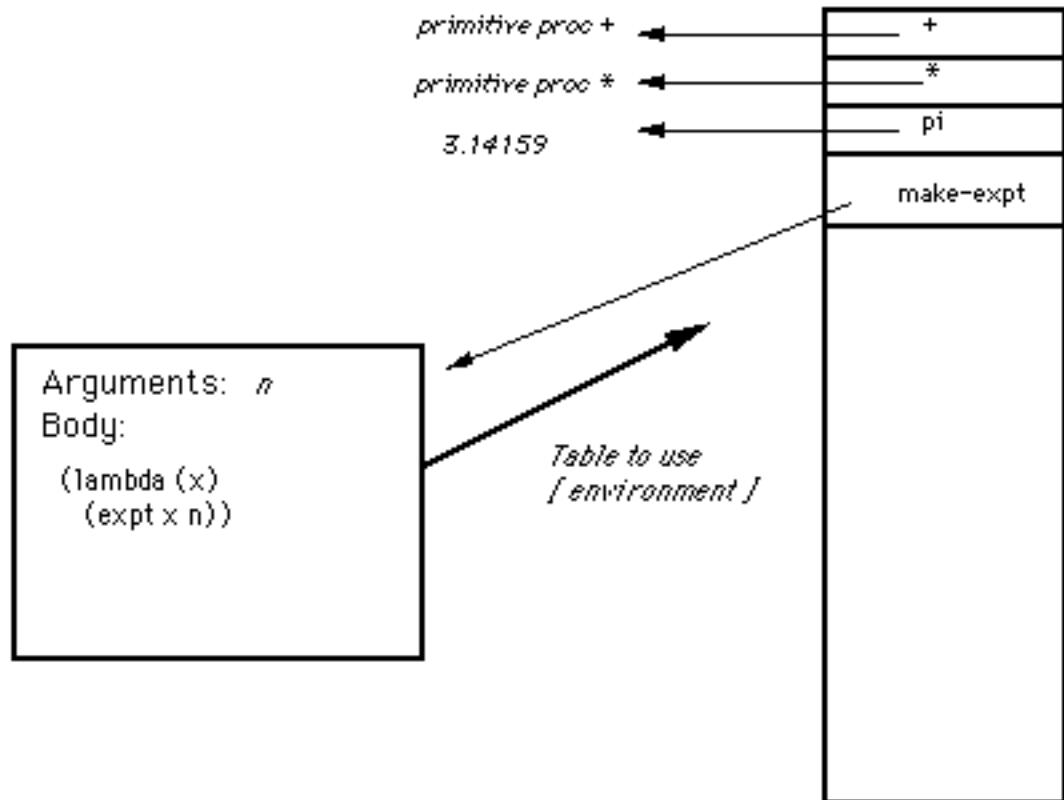 primitive proc +
+
primitive proc *
*
3.14159
pi
make-expt
Arguments: n
Body:
(lambda (x)
(expt x n))
Table to use
[ environment ]